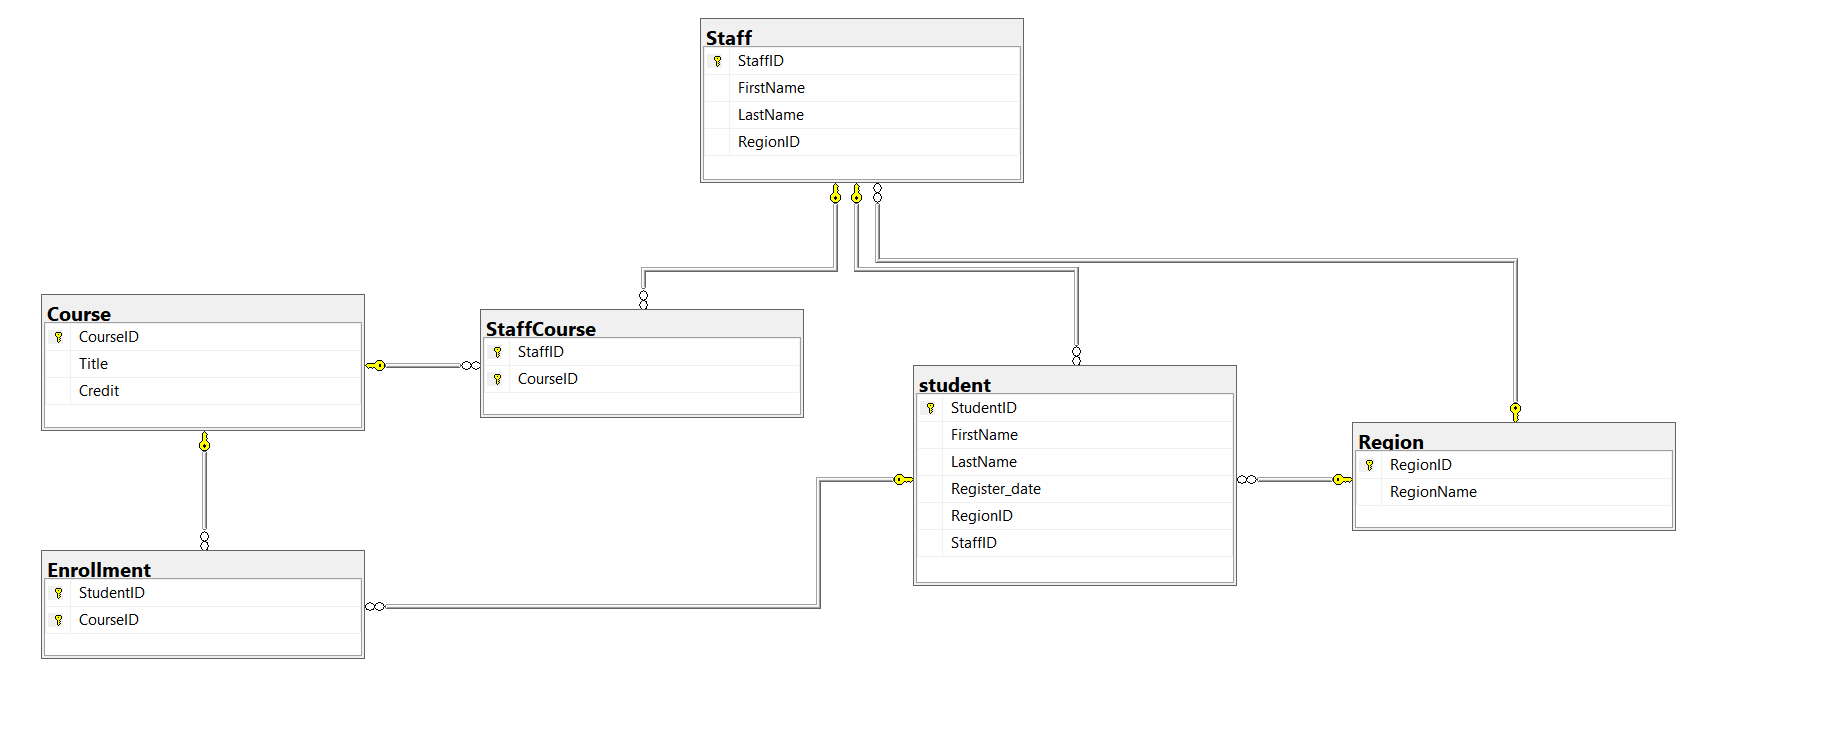 Staff
StaffID
FirstName
LastName
RegionID
Course
CourseID
Title
Credit
StaffCourse
StaffID
CourseID
student
StudentID
FirstName
LastName
Register_date
RegionID
StaffID
Region
RegionID
RegionName
Enrollment
StudentID
CourseID